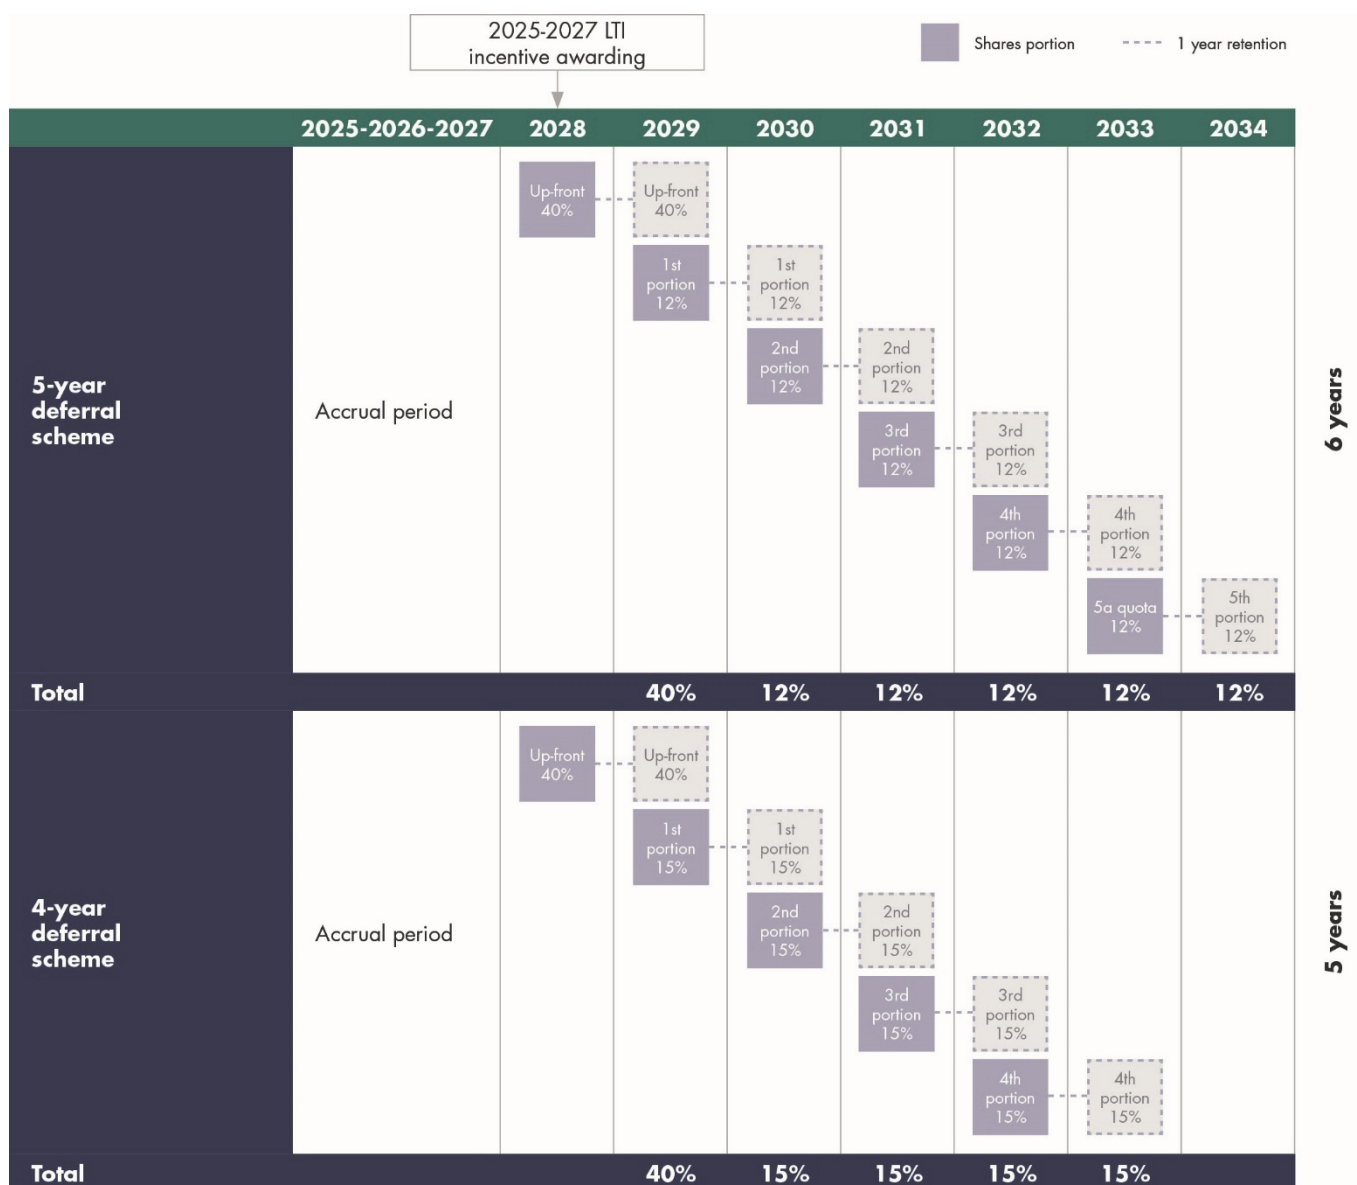 2025-2027 LTI
incentive awarding
Shares portion
1 year retention
2025-2026-2027 2028 2029 2030 2031 2032 2033 2034
5-year
deferral
scheme
Accrual period
Up-front
40%
Up-front
40%
1st
portion
12%
1st
portion
12%
2nd
portion
12%
2nd
portion
12%
3rd
portion
12%
3rd
portion
12%
4th
portion
12%
4th
portion
12%
5a quota
12%
5th
portion
12%
6 years
Total 40% 12% 12% 12% 12% 12%
4-year
deferral
scheme
Accrual period
Up-front
40%
Up-front
40%
1st
portion
15%
1st
portion
15%
2nd
portion
15%
2nd
portion
15%
3rd
portion
15%
3rd
portion
15%
4th
portion
15%
4th
portion
15%
5 years
Total 40% 15% 15% 15% 15%